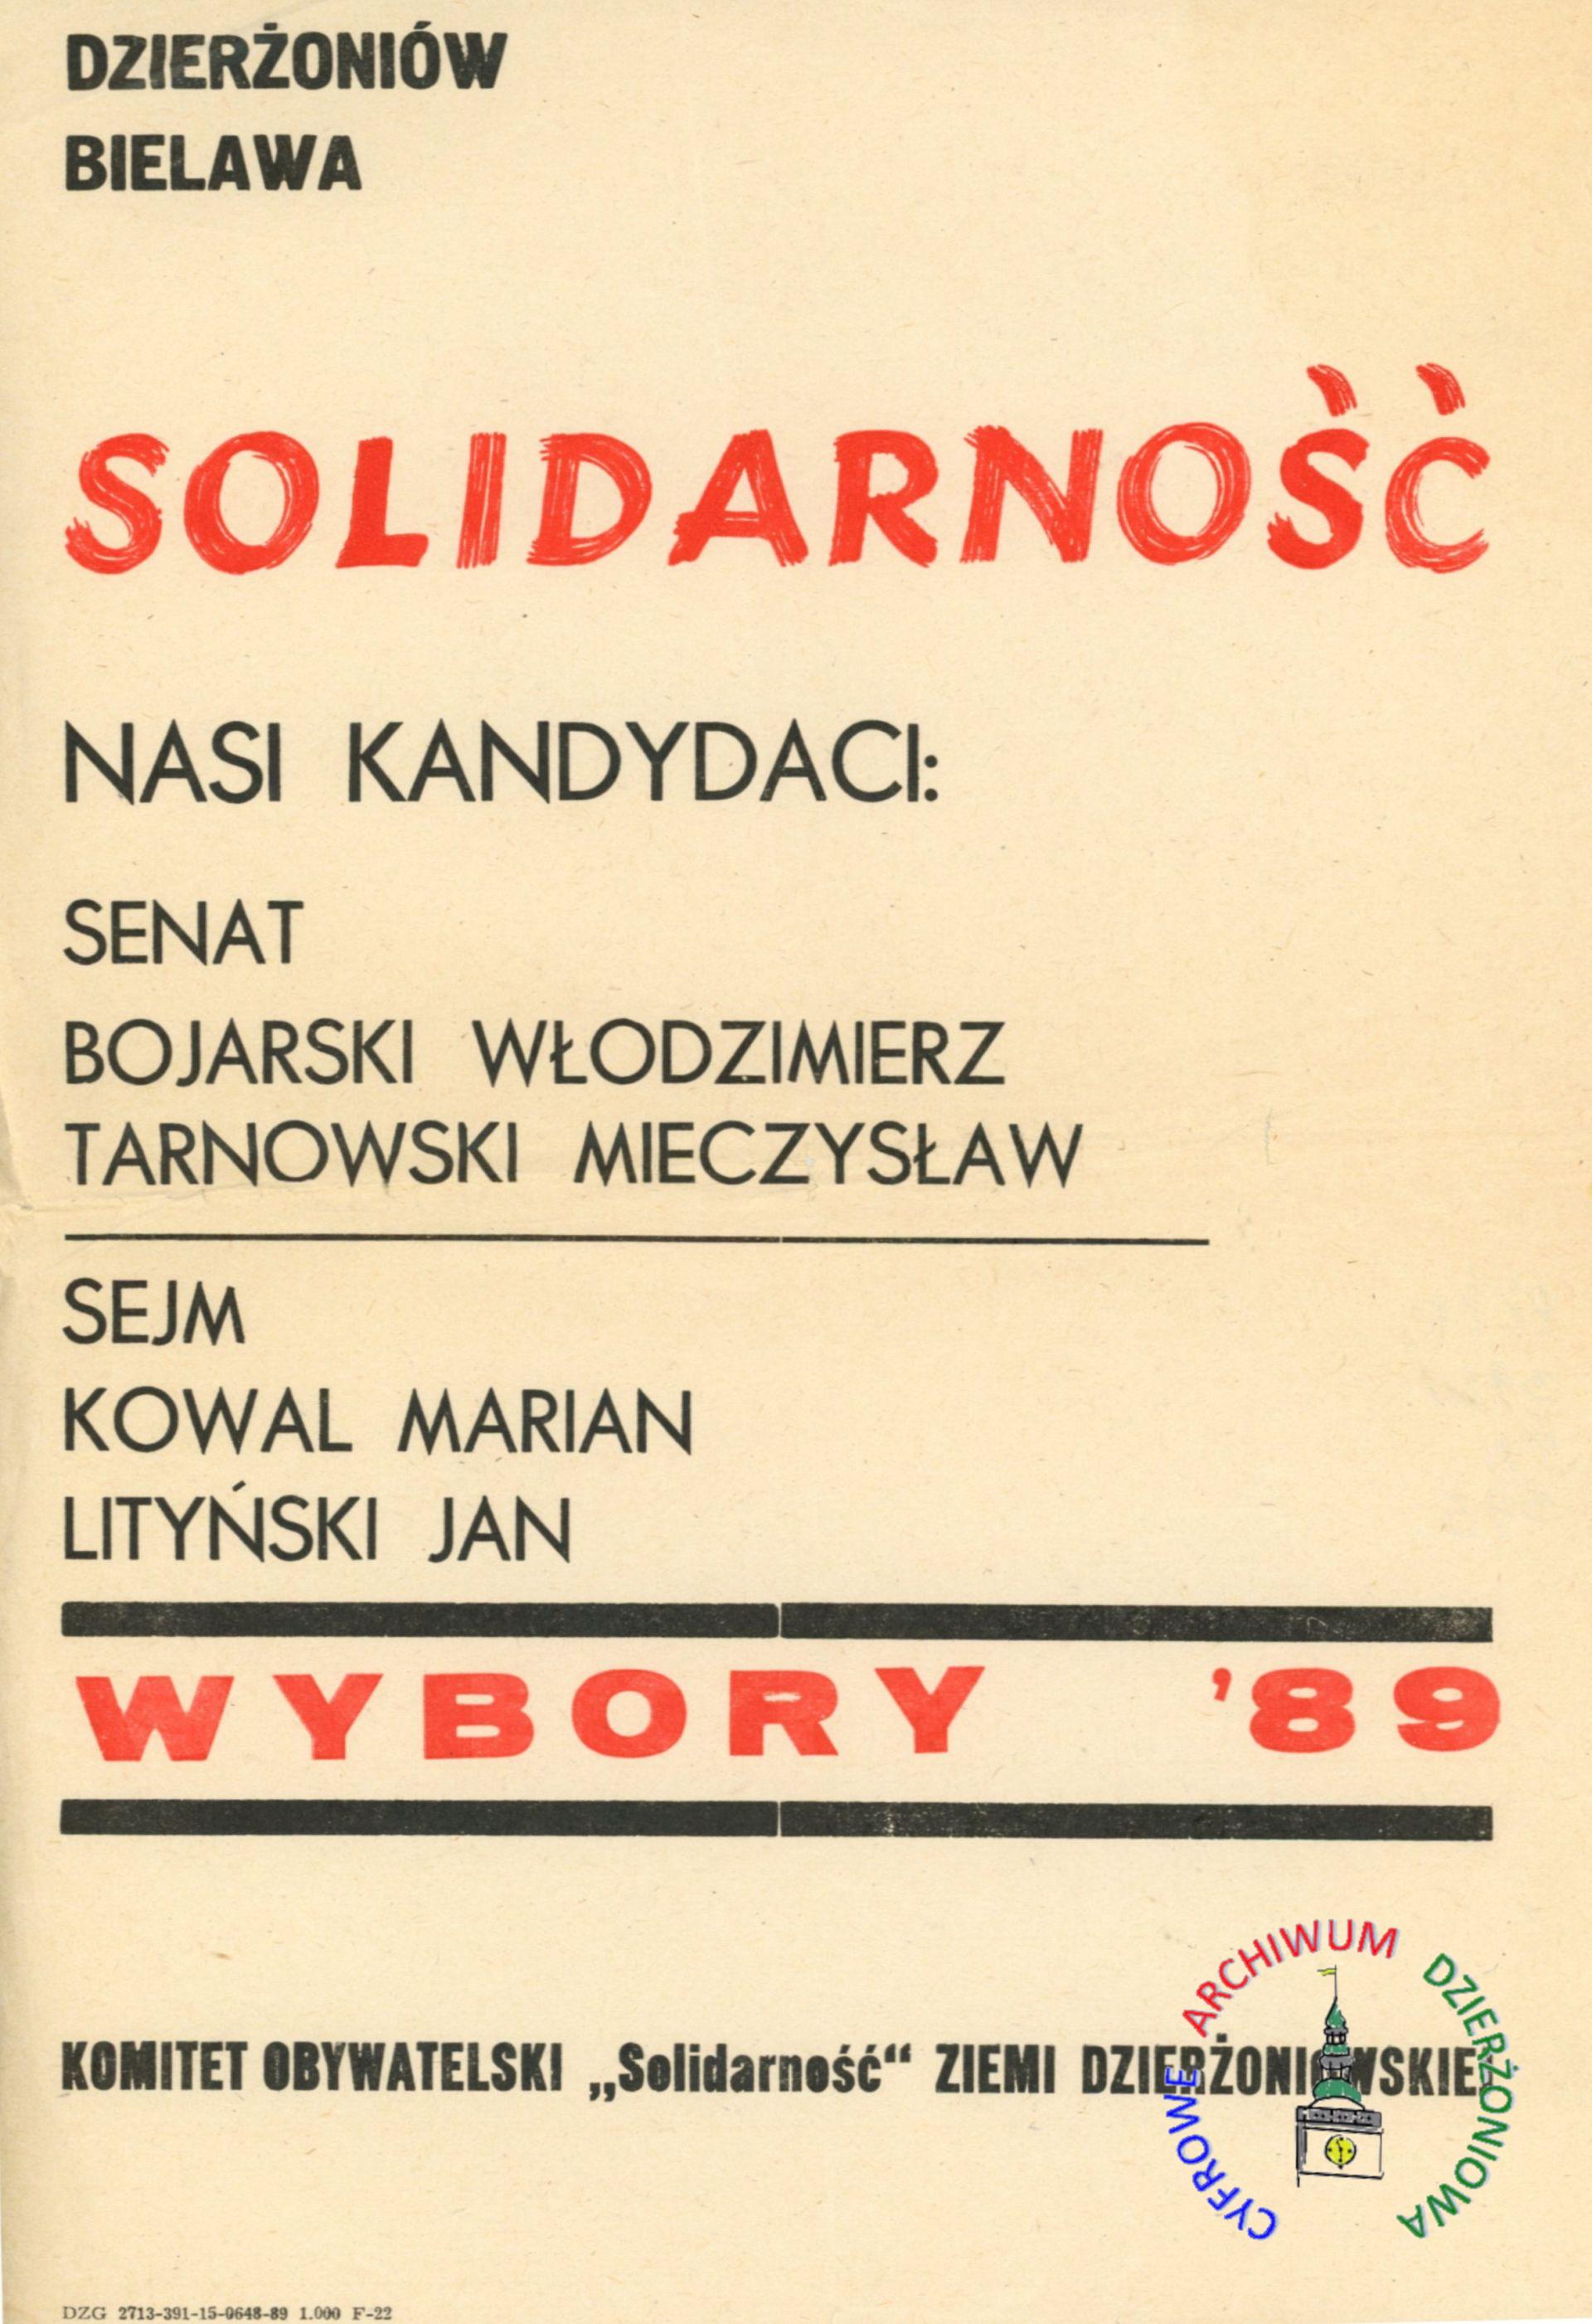 DZIERŻONIÓW
BIELAWA
SOLIDARNOŚĆ
NASI KANDYDACI:
SENAT
BOJARSKI WŁODZIMIERZ
TARNOWSKI MIECZYSŁAW
SEJM
KOWAL MARIAN
LITYŃSKI JAN
WYBORY '89
KOMITET OBYWATELSKI „Solidarność“ ZIEMI DZIERŻONIOWSKIEJ
CYFROWE ARCHIWUM DZIERŻONIOWA
DZG 2713-391-15-0648-89 1.000 F-22